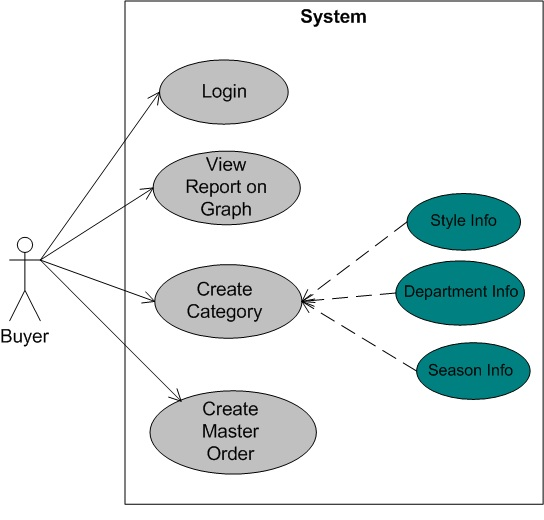 System
Login
View
Report on
Graph
Style Info
Department Info
Create
Category
Buyer
Season Info
Create
Master
Order